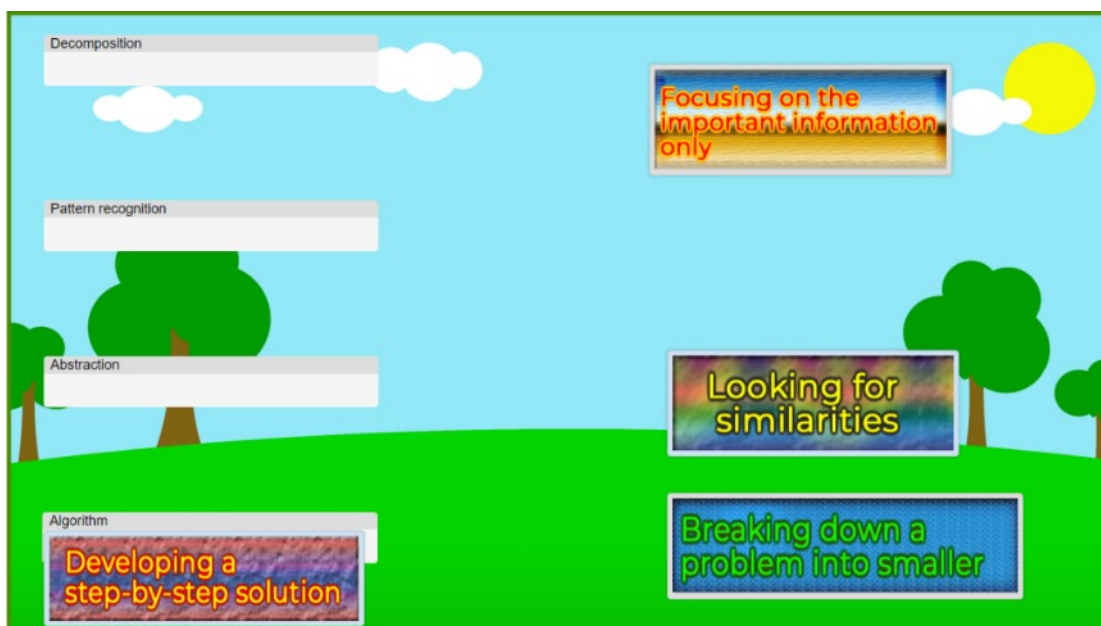 Decomposition
Focusing on the
important information
only
Pattern recognition
Abstraction
Looking for
similarities
Algorithm
Developing a
step-by-step solution
Breaking down a
problem into smaller